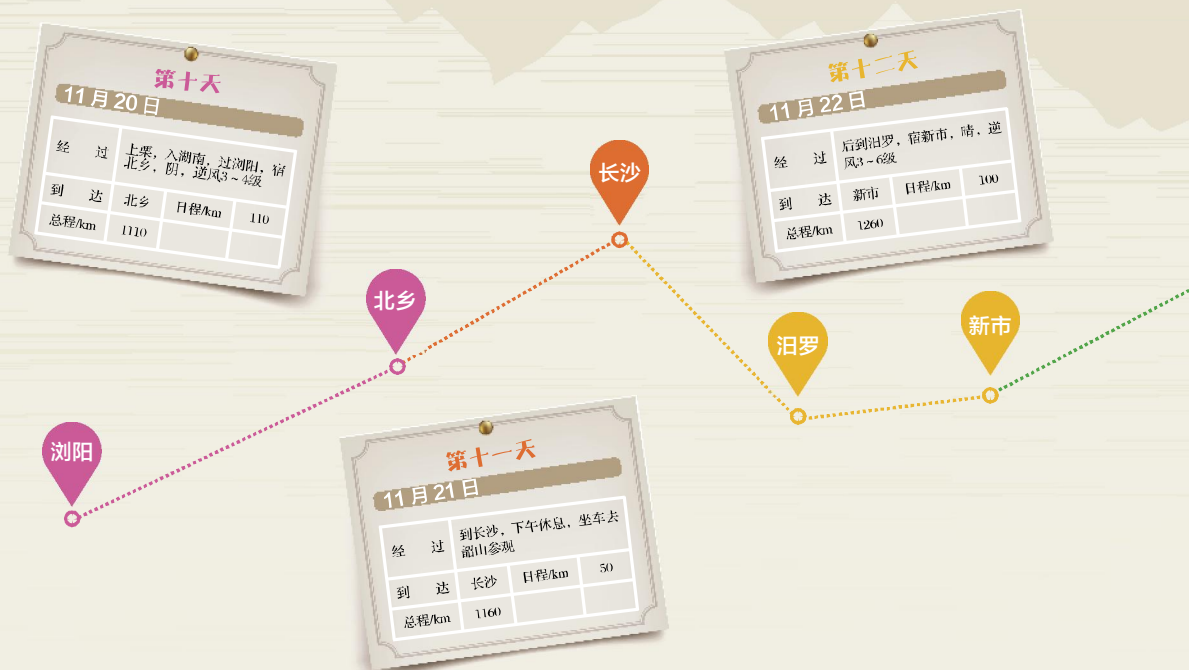 第十天
11月20日
经 过 上栗，入湖南，过浏阳，宿
北乡，阴，逆风3～4级
到 达 北乡 日程/km 110
总程/km 1110
第十二天
11月22日
经 过 后到汨罗，宿新市，晴，逆
风3～6级
到 达 新市 日程/km 100
总程/km 1260
长沙
北乡
汨罗
新市
浏阳
第十一天
11月21日
经 过 到长沙，下午休息，坐车去
韶山参观
到 达 长沙 日程/km 50
总程/km 1160